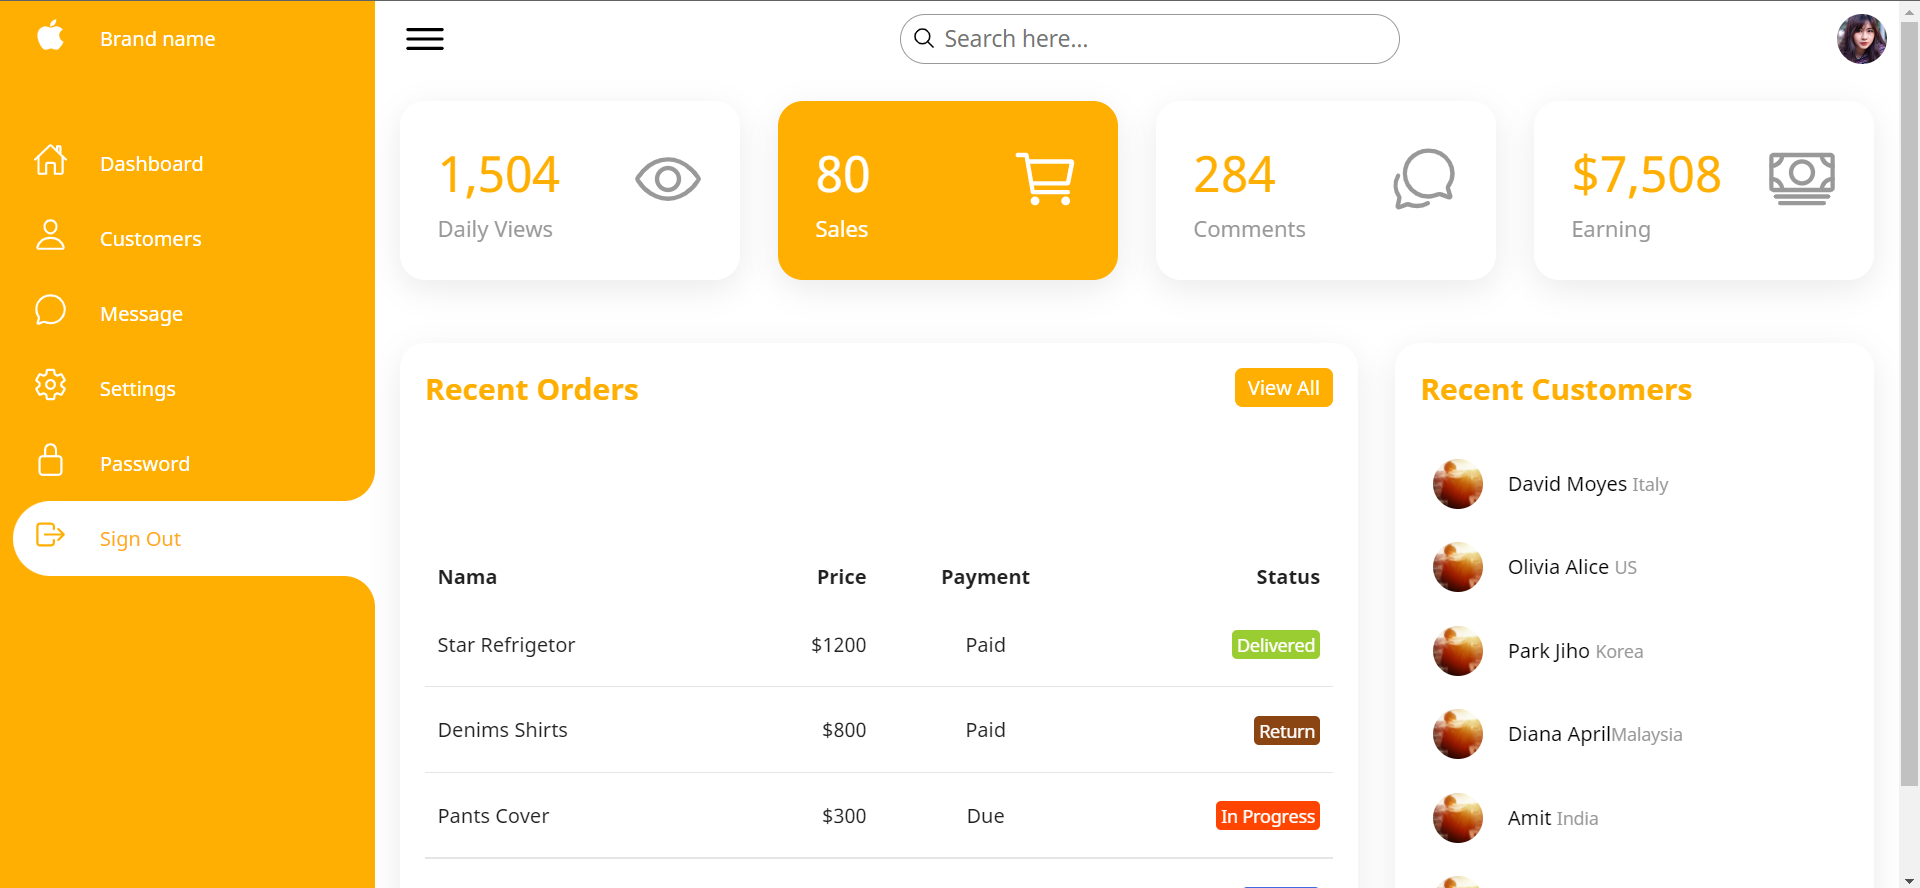 Brand name
Search here...
Dashboard
Customers
Message
Settings
Password
Sign Out
1,504
Daily Views
80
Sales
284
Comments
$7,508
Earning
Recent Orders
View All
Nama Price Payment Status
Star Refrigetor $1200 Paid Delivered
Denims Shirts $800 Paid Return
Pants Cover $300 Due In Progress
Recent Customers
David Moyes Italy
Olivia Alice US
Park Jiho Korea
Diana AprilMalaysia
Amit India